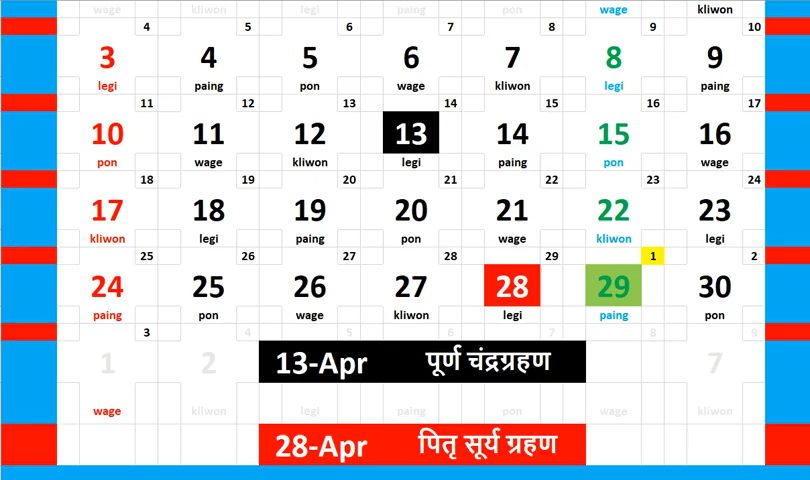 wage kliwon legi paing pon wage kliwon
4 5 6 7 8 9 10
3 4 5 6 7 8 9
legi paing pon wage kliwon legi paing
11 12 13 14 15 16 17
10 11 12 13 14 15 16
pon wage kliwon legi paing pon wage
18 19 20 21 22 23 24
17 18 19 20 21 22 23
kliwon legi paing pon wage kliwon legi
25 26 27 28 29 1 2
24 25 26 27 28 29 30
paing pon wage kliwon legi paing pon
3 4 5 6 7 8 9
1 2 13-Apr पूर्ण चंद्रग्रहण 7
wage kliwon legi paing pon wage kliwon
28-Apr पितृ सूर्य ग्रहण